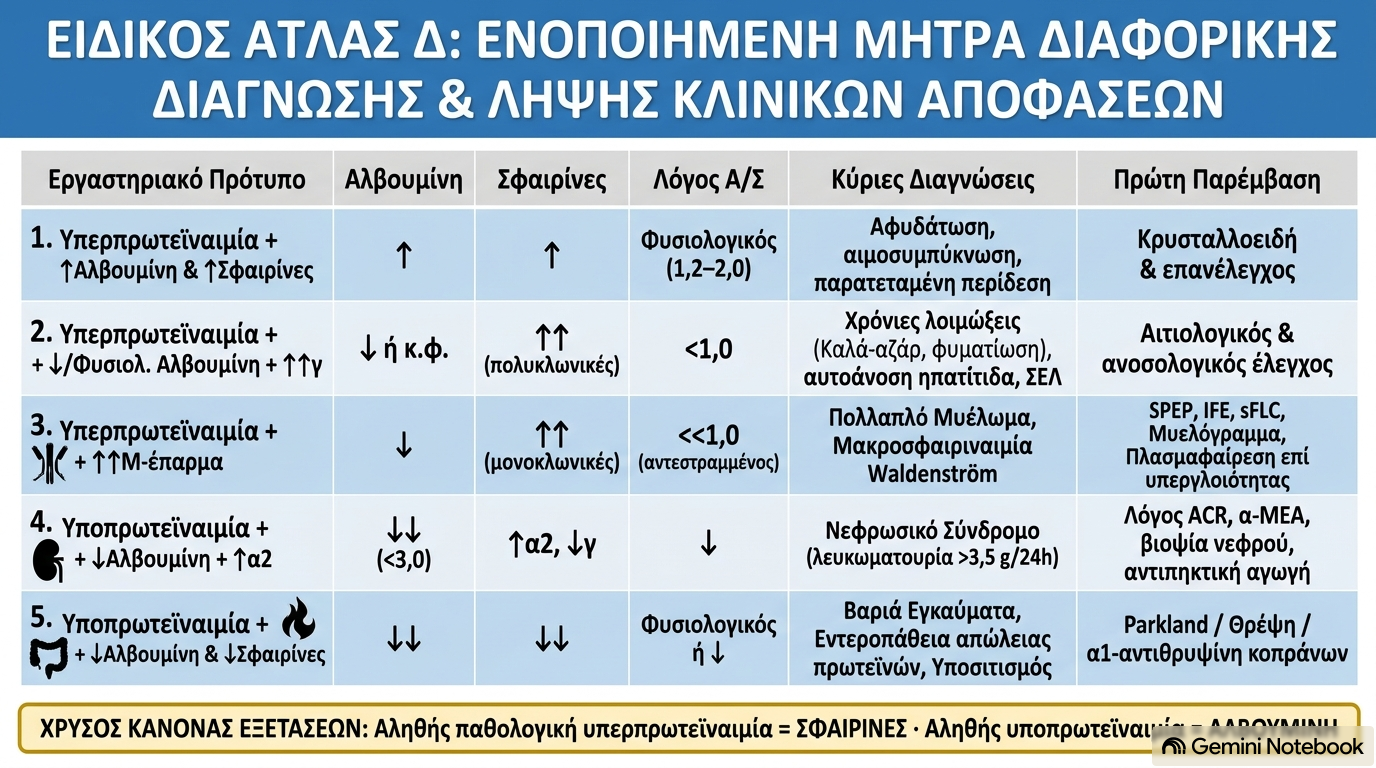 ΕΙΔΙΚΟΣ ΑΤΛΑΣ Δ: ΕΝΟΠΟΙΗΜΕΝΗ ΜΗΤΡΑ ΔΙΑΦΟΡΙΚΗΣ
ΔΙΑΓΝΩΣΗΣ & ΛΗΨΗΣ ΚΛΙΝΙΚΩΝ ΑΠΟΦΑΣΕΩΝ
Εργαστηριακό Πρότυπο
Αλβουμίνη
Σφαιρίνες
Λόγος Α/Σ
Κύριες Διαγνώσεις
Πρώτη Παρέμβαση
1. Υπερπρωτεϊναιμία +
↑Αλβουμίνη & ↑Σφαιρίνες
↑
↑
Φυσιολογικός
(1,2–2,0)
Αφυδάτωση,
αιμοσυμπύκνωση,
παρατεταμένη περίδεση
Κρυσταλλοειδή
& επανέλεγχος
2. Υπερπρωτεϊναιμία +
+ ↓/Φυσιολ. Αλβουμίνη + ↑↑γ
↓ ή κ.φ.
↑↑
(πολυκλωνικές)
<1,0
Χρόνιες λοιμώξεις
(Καλά-αζάρ, φυματίωση),
αυτοάνοση ηπατίτιδα, ΣΕΛ
Αιτιολογικός &
ανοσολογικός έλεγχος
3. Υπερπρωτεϊναιμία +
+ ↑↑Μ-έπαρμα
↓
↑↑
(μονοκλωνικές)
<<1,0
(αντεστραμμένος)
Πολλαπλό Μυέλωμα,
Μακροσφαιριναιμία
Waldenström
SPEP, IFE, sFLC,
Μυελόγραμμα,
Πλασμαφαίρεση επί
υπεργλοιότητας
4. Υποπρωτεϊναιμία +
+ ↓Αλβουμίνη + ↑α2
↓↓
(<3,0)
↑α2, ↓γ
↓
Νεφρωσικό Σύνδρομο
(λευκωματουρία >3,5 g/24h)
Λόγος ACR, α-ΜΕΑ,
βιοψία νεφρού,
αντιπηκτική αγωγή
5. Υποπρωτεϊναιμία +
+ ↓Αλβουμίνη & ↓Σφαιρίνες
↓↓
↓↓
Φυσιολογικός
ή ↓
Βαριά Εγκαύματα,
Εντεροπάθεια απώλειας
πρωτεϊνών, Υποσιτισμός
Parkland / Θρέψη /
α1-αντιθρυψίνη κοπράνων
ΧΡΥΣΟΣ ΚΑΝΟΝΑΣ ΕΞΕΤΑΣΕΩΝ: Αληθής παθολογική υπερπρωτεϊναιμία = ΣΦΑΙΡΙΝΕΣ · Αληθής υποπρωτεϊναιμία = ΑΛΒΟΥΜΙΝΗ
Gemini Notebook